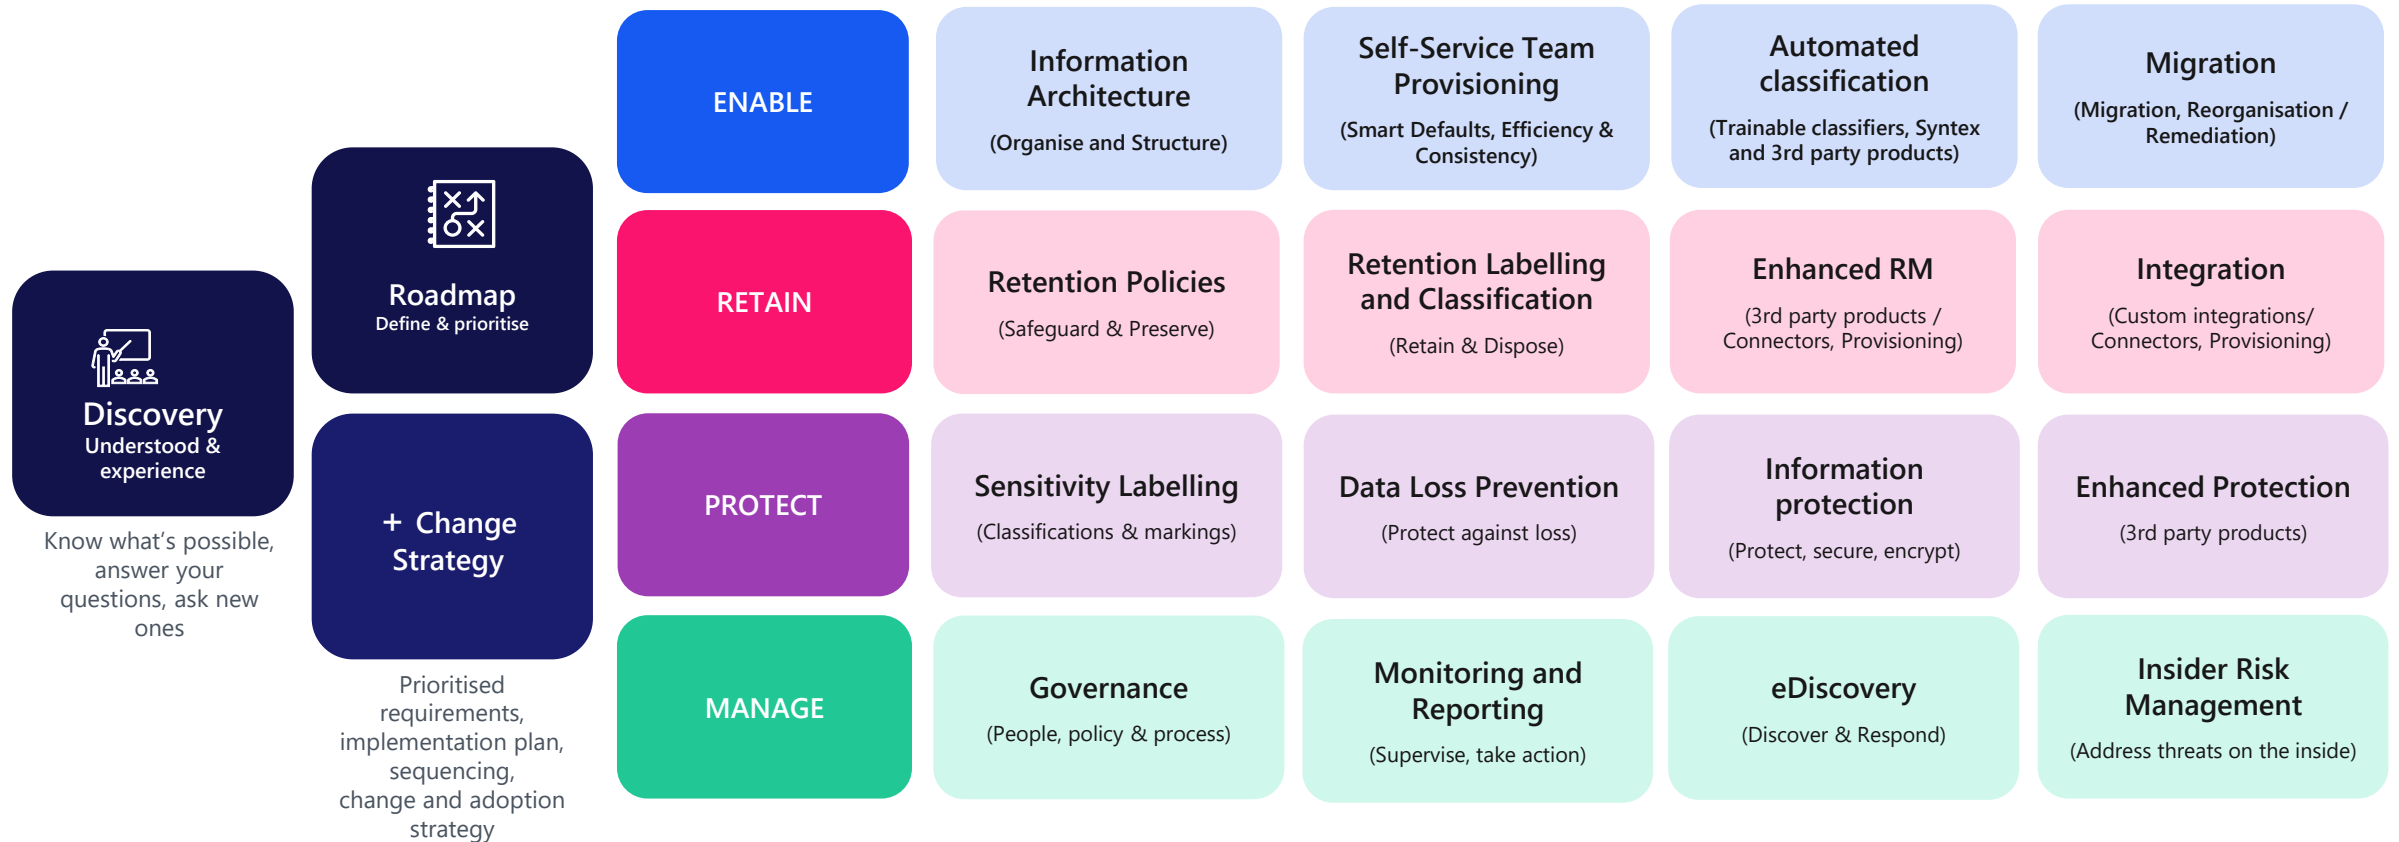 Discovery
Understood &
experience
Know what's possible,
answer your
questions, ask new
ones
Roadmap
Define & prioritise
+ Change
Strategy
Prioritised
requirements,
implementation plan,
sequencing,
change and adoption
strategy
ENABLE
Information
Architecture
(Organise and Structure)
Self-Service Team
Provisioning
(Smart Defaults, Efficiency &
Consistency)
Automated
classification
(Trainable classifiers, Syntex
and 3rd party products)
Migration
(Migration, Reorganisation /
Remediation)
RETAIN
Retention Policies
(Safeguard & Preserve)
Retention Labelling
and Classification
(Retain & Dispose)
Enhanced RM
(3rd party products /
Connectors, Provisioning)
Integration
(Custom integrations/
Connectors, Provisioning)
PROTECT
Sensitivity Labelling
(Classifications & markings)
Data Loss Prevention
(Protect against loss)
Information
protection
(Protect, secure, encrypt)
Enhanced Protection
(3rd party products)
MANAGE
Governance
(People, policy & process)
Monitoring and
Reporting
(Supervise, take action)
eDiscovery
(Discover & Respond)
Insider Risk
Management
(Address threats on the inside)